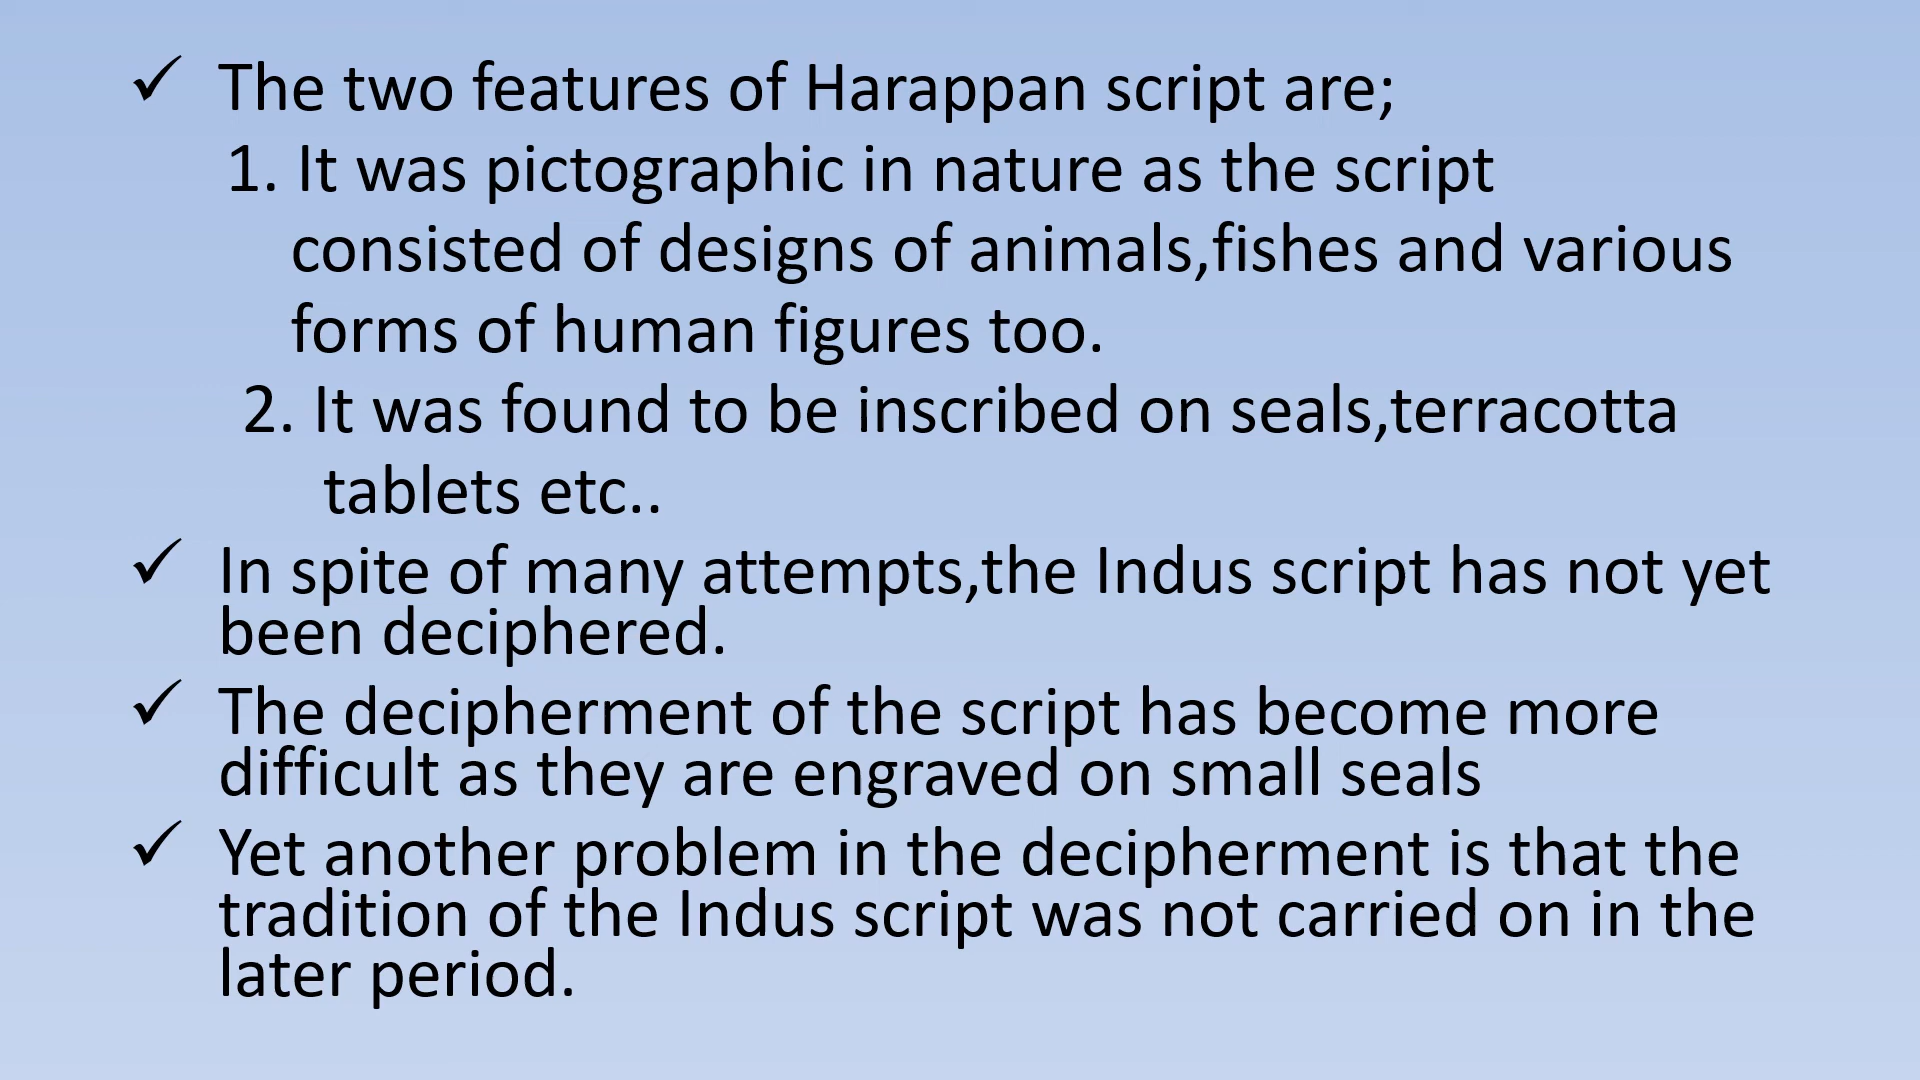 ✓ The two features of Harappan script are;
1. It was pictographic in nature as the script
consisted of designs of animals,fishes and various
forms of human figures too.
2. It was found to be inscribed on seals,terracotta
tablets etc..
✓ In spite of many attempts,the Indus script has not yet
been deciphered.
✓ The decipherment of the script has become more
difficult as they are engraved on small seals
✓ Yet another problem in the decipherment is that the
tradition of the Indus script was not carried on in the
later period.